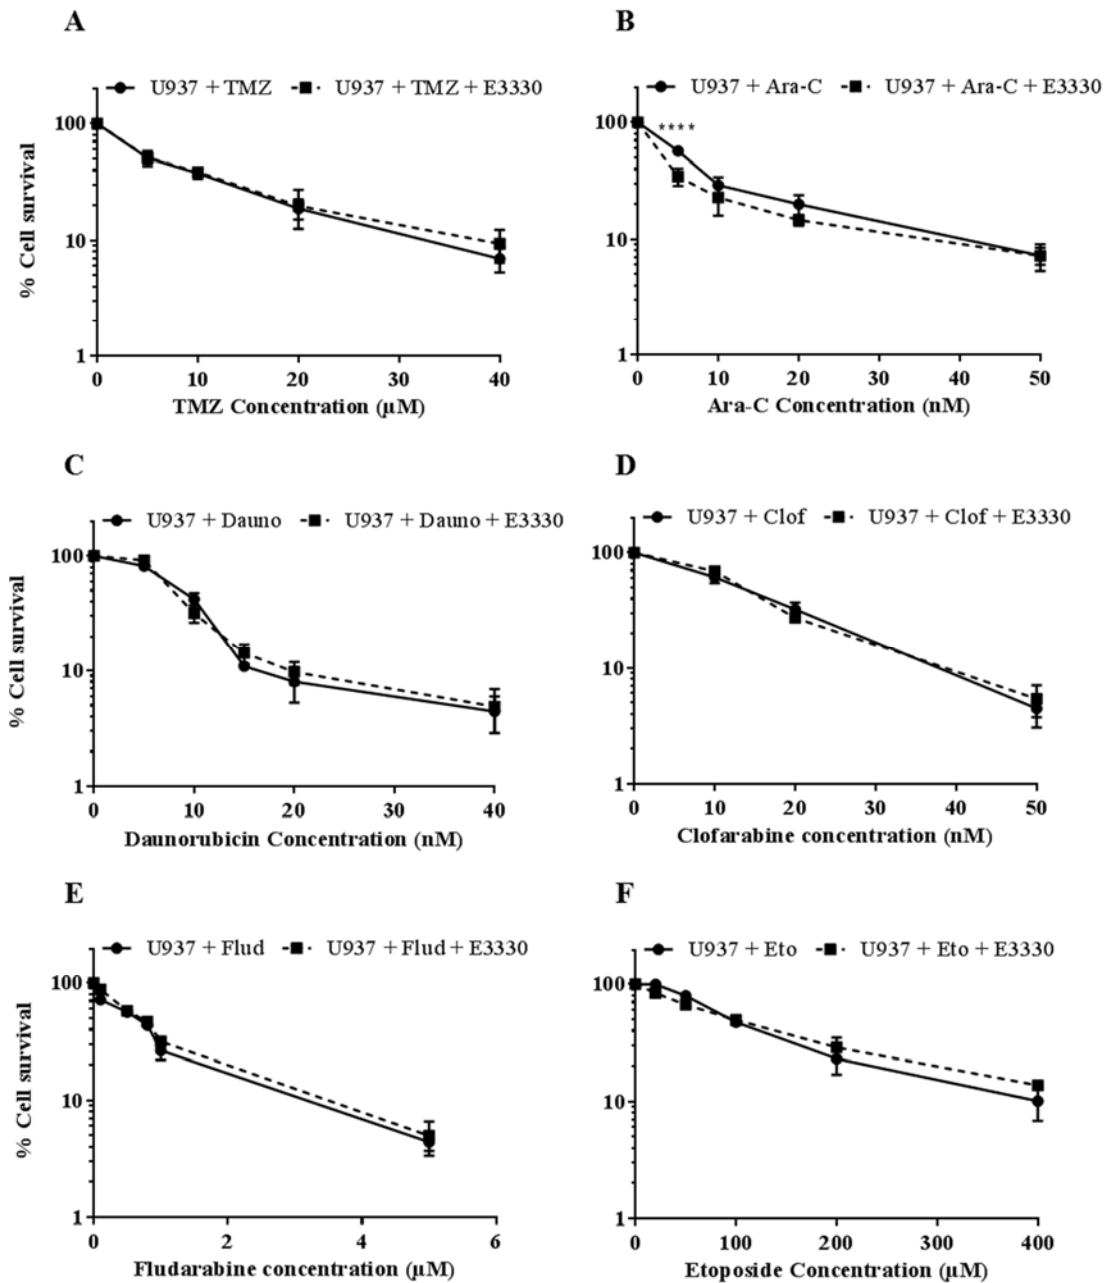 A
U937 + TMZ U937 + TMZ + E3330
% Cell survival
100
10
1
0 10 20 30 40
TMZ Concentration (µM)
B
U937 + Ara-C U937 + Ara-C + E3330
****
100
10
1
0 10 20 30 40 50
Ara-C Concentration (nM)
C
U937 + Dauno U937 + Dauno + E3330
% Cell survival
100
10
1
0 10 20 30 40
Daunorubicin Concentration (nM)
D
U937 + Clof U937 + Clof + E3330
100
10
1
0 10 20 30 40 50
Clofarabine concentration (nM)
E
U937 + Flud U937 + Flud + E3330
% Cell survival
100
10
1
0 2 4 6
Fludarabine concentration (µM)
F
U937 + Eto U937 + Eto + E3330
100
10
1
0 100 200 300 400
Etoposide Concentration (µM)